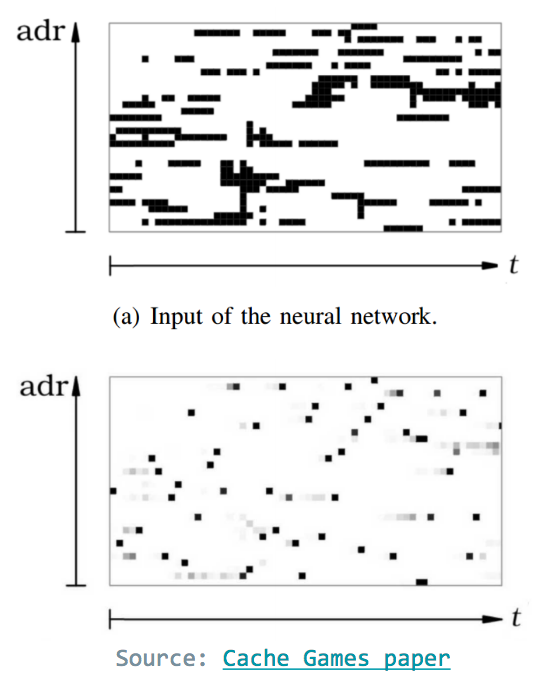 adr
t
(a) Input of the neural network.
adr
t
Source: Cache Games paper